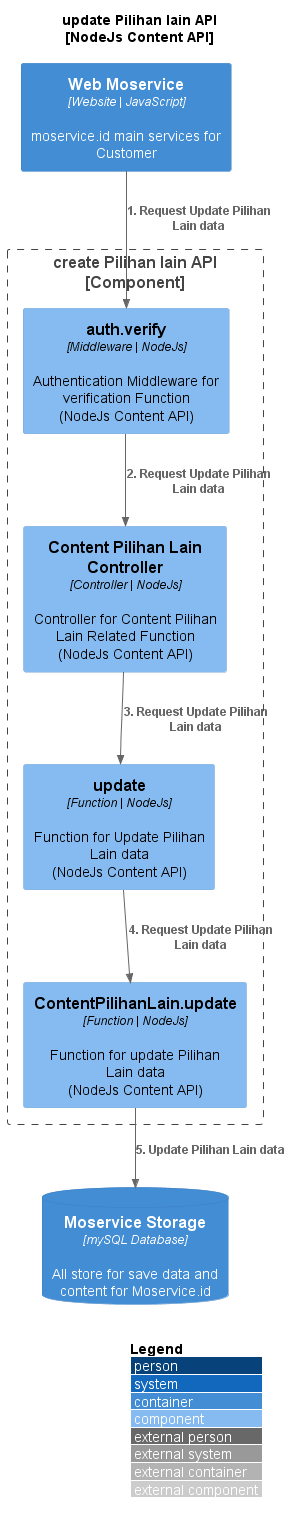 update Pilihan lain API
[NodeJs Content API]
Web Moservice
[Website | JavaScript]
moservice.id main services for
Customer
1. Request Update Pilihan
Lain data
create Pilihan lain API
[Component]
auth.verify
[Middleware | NodeJs]
Authentication Middleware for
verification Function
(NodeJs Content API)
2. Request Update Pilihan
Lain data
Content Pilihan Lain
Controller
[Controller | NodeJs]
Controller for Content Pilihan
Lain Related Function
(NodeJs Content API)
3. Request Update Pilihan
Lain data
update
[Function | NodeJs]
Function for Update Pilihan
Lain data
(NodeJs Content API)
4. Request Update Pilihan
Lain data
ContentPilihanLain.update
[Function | NodeJs]
Function for update Pilihan
Lain data
(NodeJs Content API)
5. Update Pilihan Lain data
Moservice Storage
[mySQL Database]
All store for save data and
content for Moservice.id
Legend
person
system
container
component
external person
external system
external container
external component